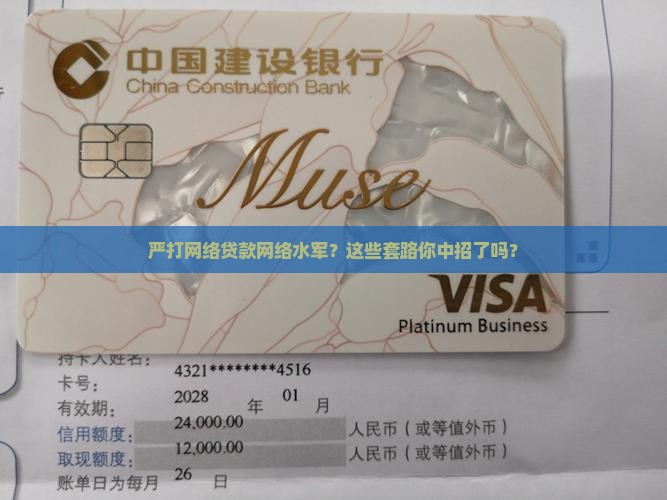 中国建设银行
China Construction Bank
Muse
严打网络贷款网络水军？这些套路你中招了吗？
VISA
Platinum Business
持卡人姓名：
卡号： 4321********4516
有效期： 2028 年 01 月
信用额度： 24,000.00 人民币（或等值外币）
取现额度： 12,000.00 人民币（或等值外币）
账单日为每月 26 日